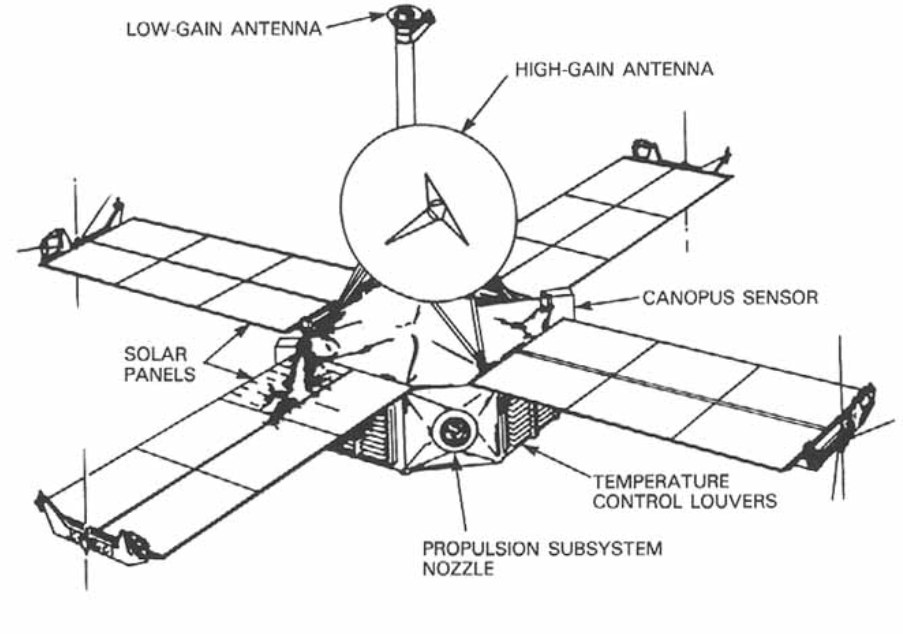 LOW-GAIN ANTENNA
HIGH-GAIN ANTENNA
CANOPUS SENSOR
SOLAR
PANELS
TEMPERATURE
CONTROL LOUVERS
PROPULSION SUBSYSTEM
NOZZLE